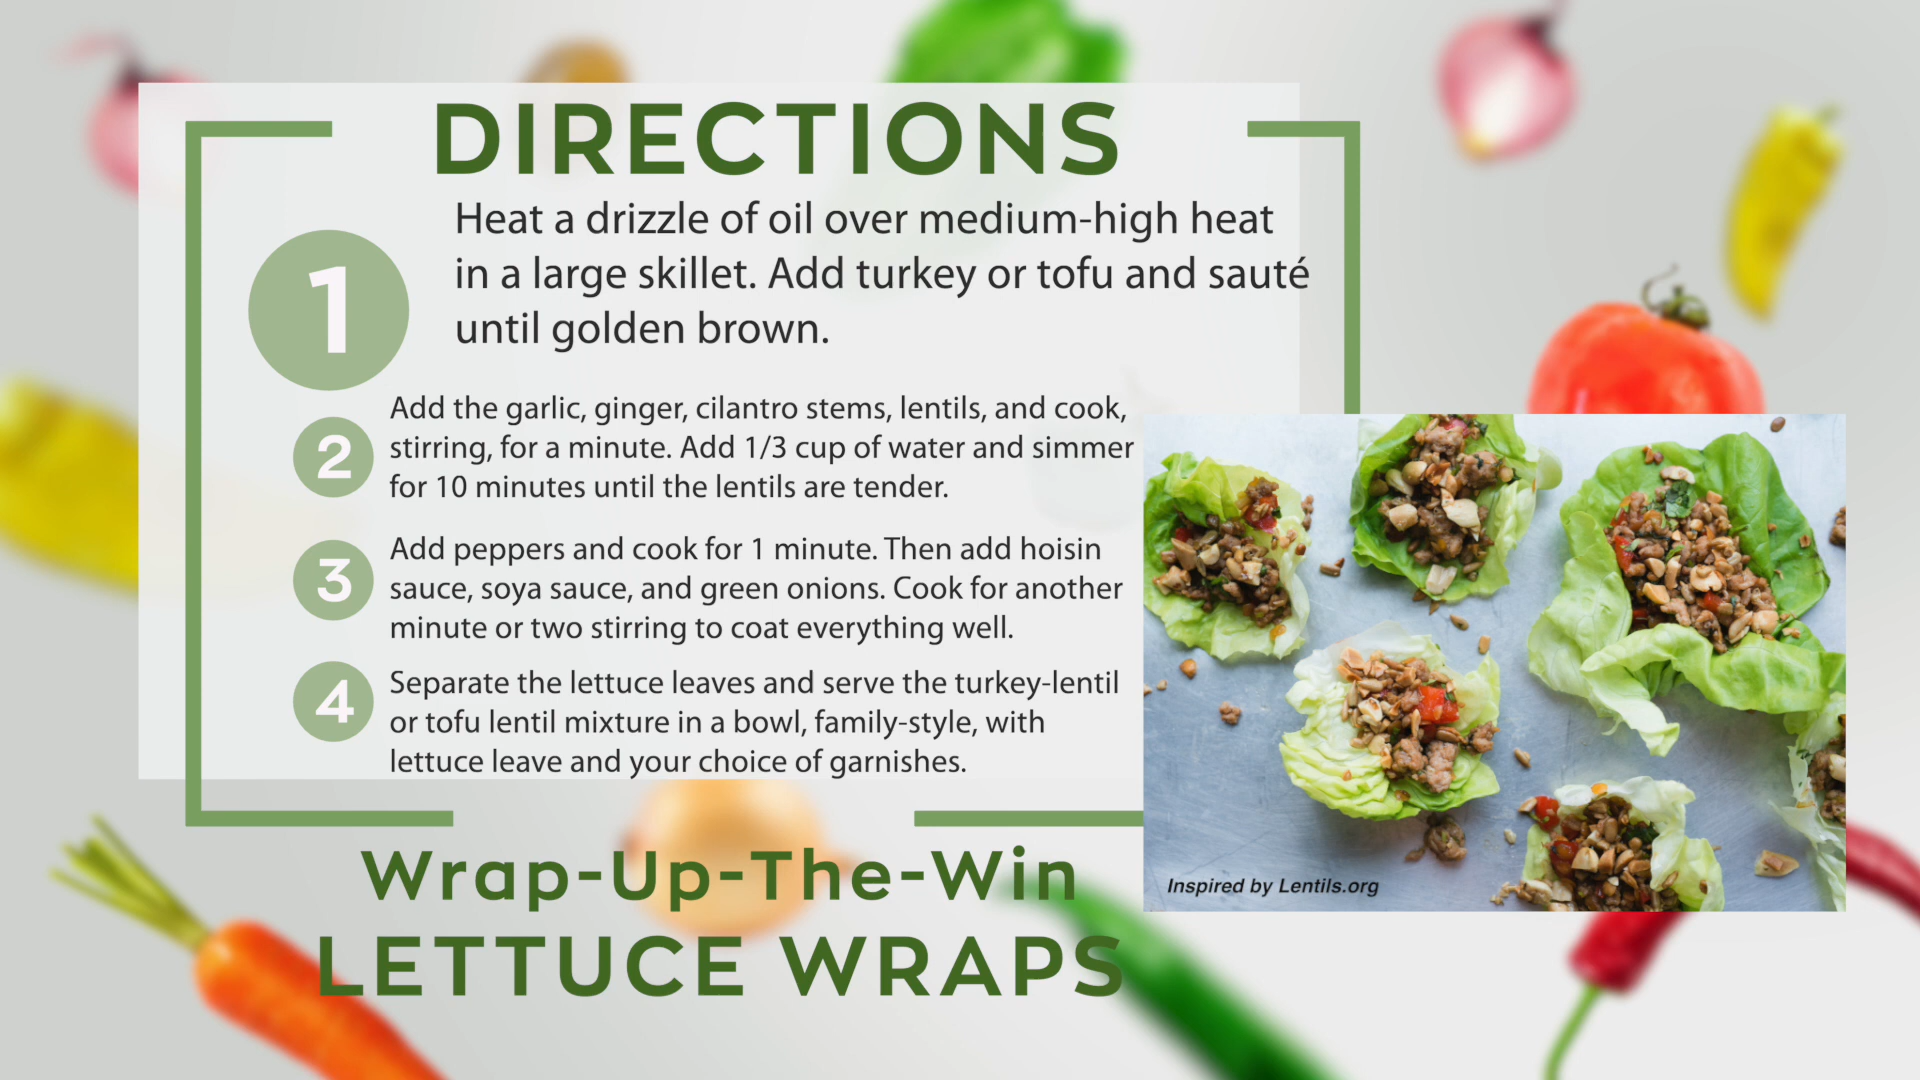 DIRECTIONS
1
Heat a drizzle of oil over medium-high heat
in a large skillet. Add turkey or tofu and sauté
until golden brown.
2
Add the garlic, ginger, cilantro stems, lentils, and cook,
stirring, for a minute. Add 1/3 cup of water and simmer
for 10 minutes until the lentils are tender.
3
Add peppers and cook for 1 minute. Then add hoisin
sauce, soya sauce, and green onions. Cook for another
minute or two stirring to coat everything well.
4
Separate the lettuce leaves and serve the turkey-lentil
or tofu lentil mixture in a bowl, family-style, with
lettuce leave and your choice of garnishes.
Inspired by Lentils.org
Wrap-Up-The-Win
LETTUCE WRAPS